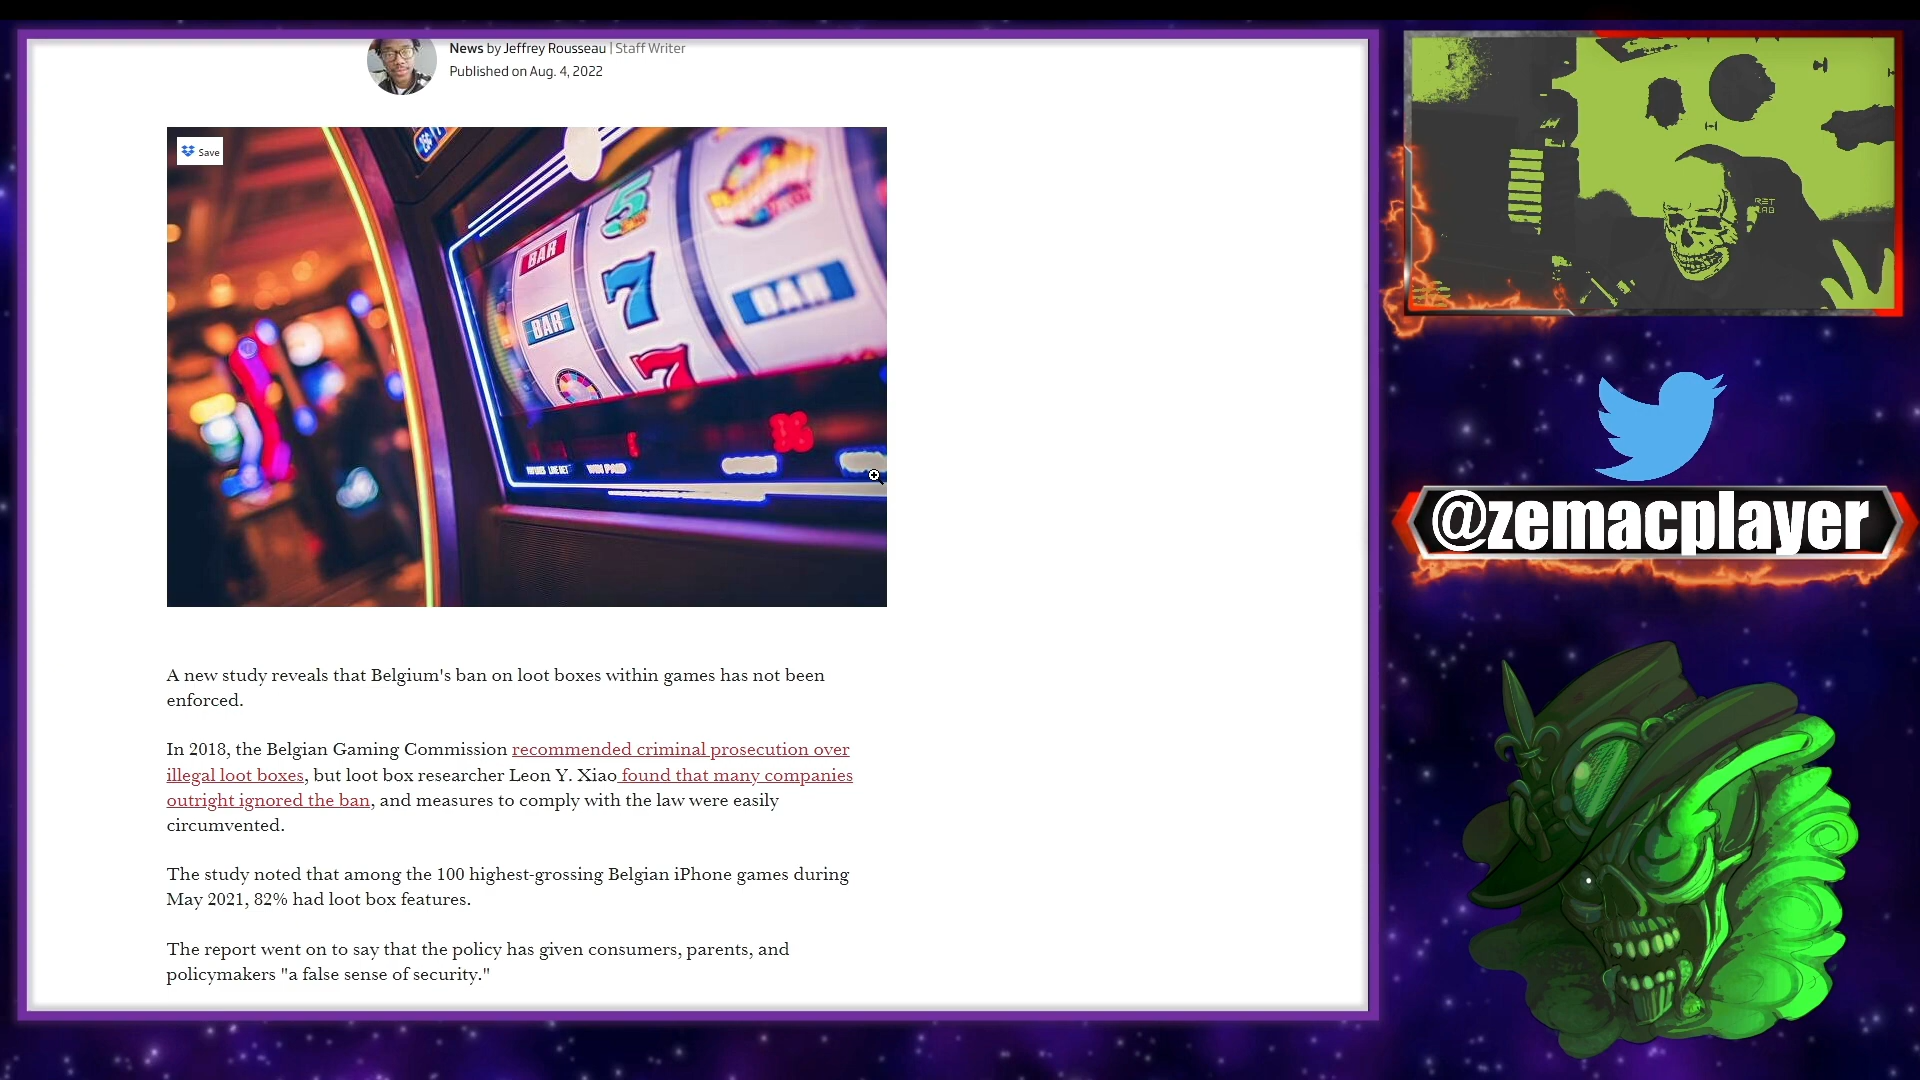 News by Jeffrey Rousseau | Staff Writer
Published on Aug. 4, 2022
Save
BAR
5
7
BAR
BAR
7
WIN PAID
RET
LAB
@zemacplayer
A new study reveals that Belgium's ban on loot boxes within games has not been
enforced.
In 2018, the Belgian Gaming Commission recommended criminal prosecution over
illegal loot boxes, but loot box researcher Leon Y. Xiao found that many companies
outright ignored the ban, and measures to comply with the law were easily
circumvented.
The study noted that among the 100 highest-grossing Belgian iPhone games during
May 2021, 82% had loot box features.
The report went on to say that the policy has given consumers, parents, and
policymakers "a false sense of security."